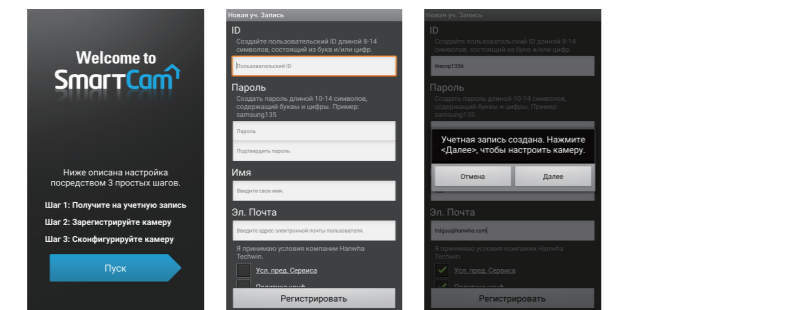 Welcome to
SmarTCam
Ниже описана настройка
посредством 3 простых шагов.
Шаг 1: Получите на учетную запись
Шаг 2: Зарегистрируйте камеру
Шаг 3: Сконфигурируйте камеру
Пуск
Новая уч. Запись
ID
Создайте пользовательский ID длиной 8-14
символов, состоящий из букв и/или цифр.
Пользовательский ID
Пароль
Создать пароль длиной 10-14 символов,
содержащий буквы и цифры. Пример:
samsung135
Пароль
Подтвердить пароль
Имя
Введите свое имя.
Эл. Почта
Введите адрес электронной почты пользователя.
Я принимаю условия компании Hanwha
Techwin.
Усл. пред. Сервиса
Регистрировать
Новая уч. Запись
ID
Создайте пользовательский ID длиной 8-14
символов, состоящий из букв и/или цифр.
Пароль
Создать пароль длиной 10-14 символов,
содержащий буквы и цифры. Пример:
samsung135
Учетная запись создана. Нажмите
<Далее>, чтобы настроить камеру.
Отмена
Далее
Эл. Почта
Я принимаю условия компании Hanwha
Techwin.
Усл. пред. Сервиса
Регистрировать